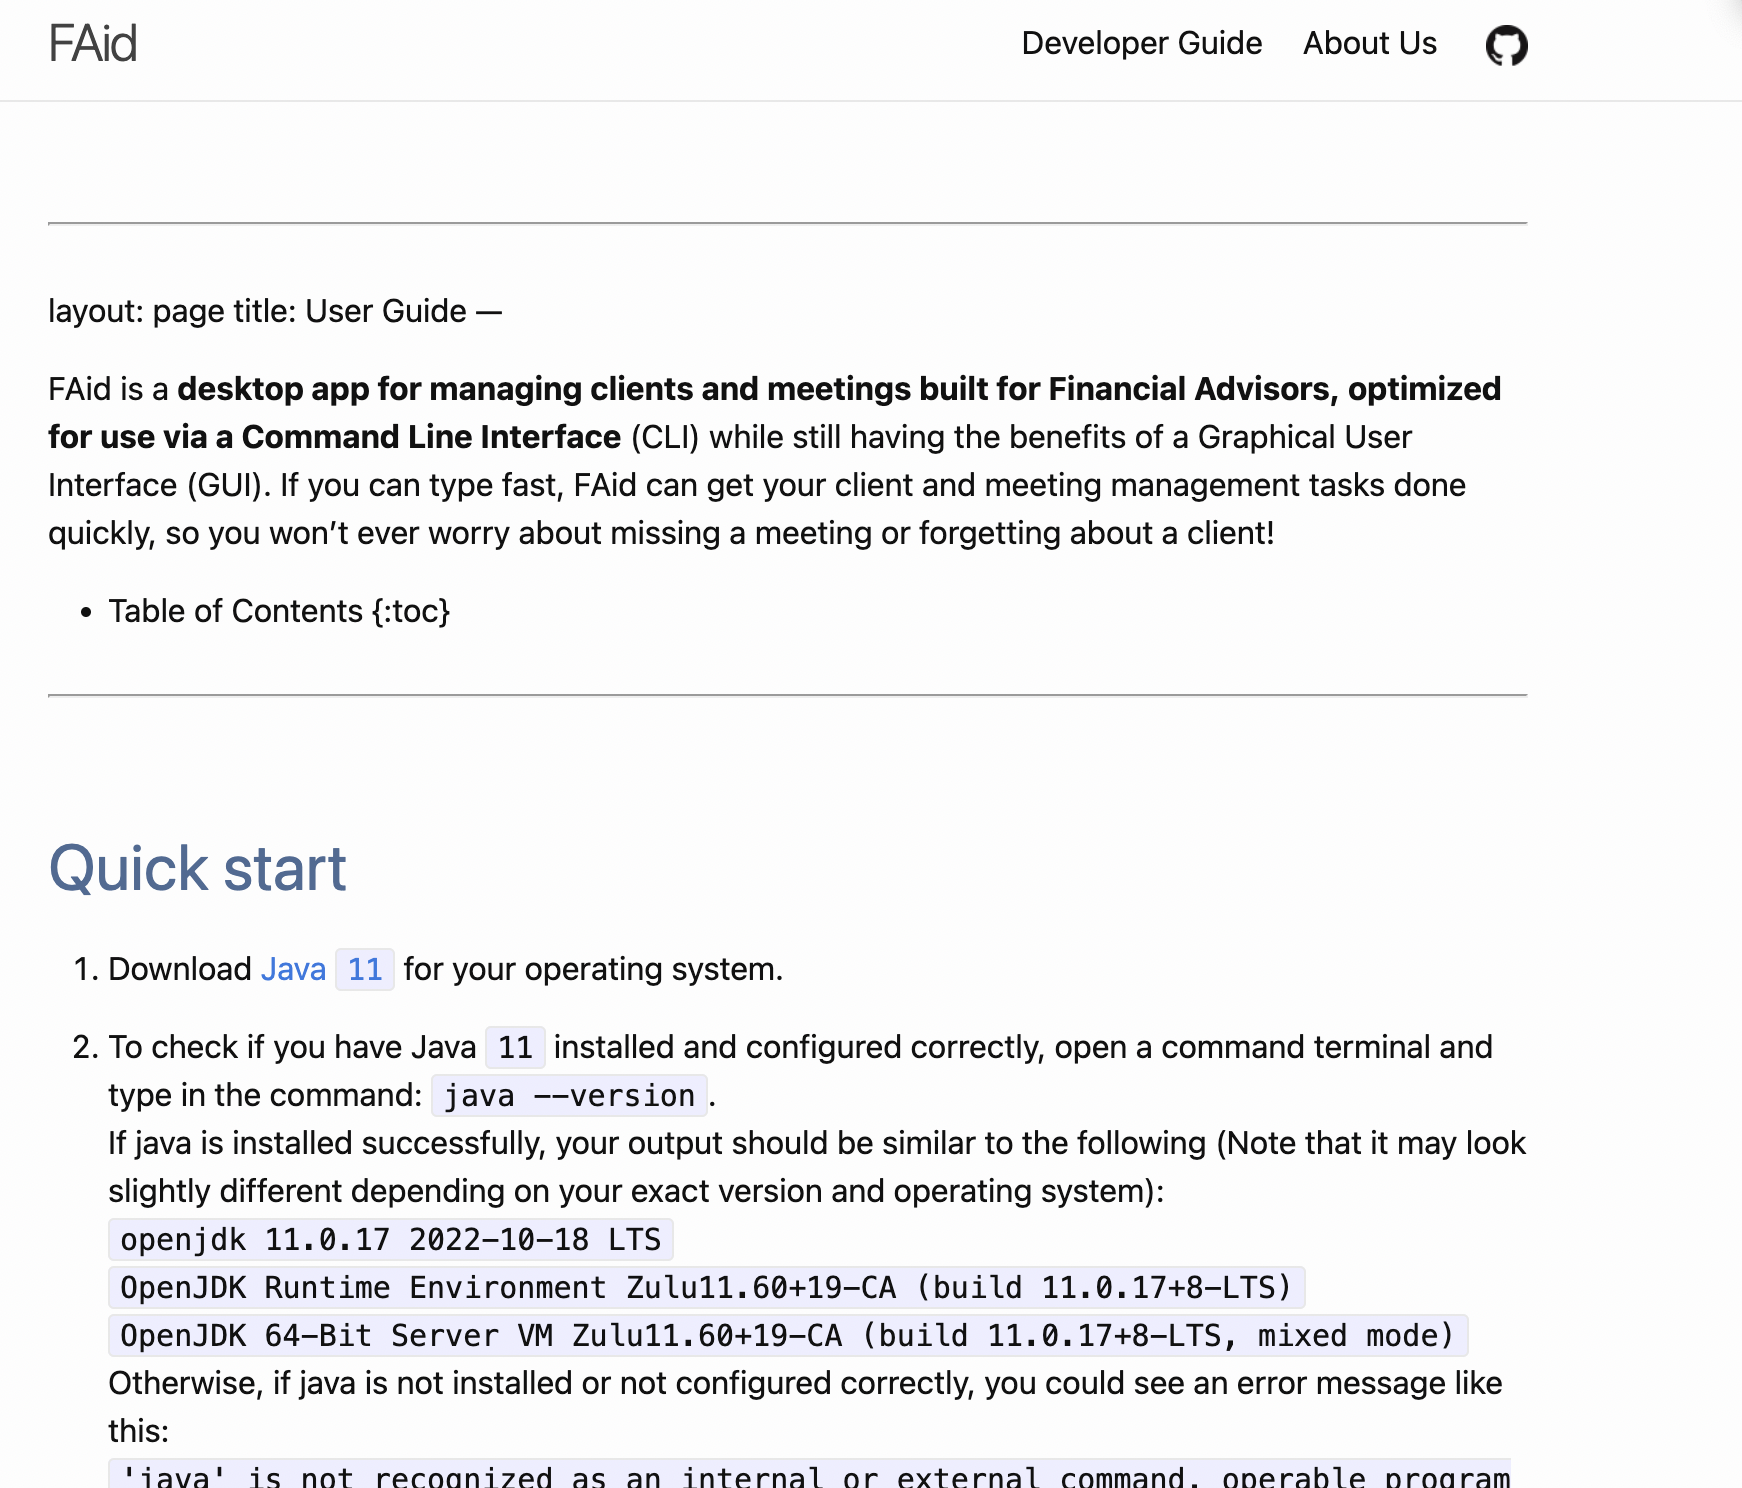 FAid
Developer Guide
About Us
layout: page title: User Guide —
FAid is a desktop app for managing clients and meetings built for Financial Advisors, optimized
for use via a Command Line Interface (CLI) while still having the benefits of a Graphical User
Interface (GUI). If you can type fast, FAid can get your client and meeting management tasks done
quickly, so you won’t ever worry about missing a meeting or forgetting about a client!
• Table of Contents {:toc}
Quick start
1. Download Java 11 for your operating system.
2. To check if you have Java 11 installed and configured correctly, open a command terminal and
type in the command: java --version.
If java is installed successfully, your output should be similar to the following (Note that it may look
slightly different depending on your exact version and operating system):
openjdk 11.0.17 2022-10-18 LTS
OpenJDK Runtime Environment Zulu11.60+19-CA (build 11.0.17+8-LTS)
OpenJDK 64-Bit Server VM Zulu11.60+19-CA (build 11.0.17+8-LTS, mixed mode)
Otherwise, if java is not installed or not configured correctly, you could see an error message like
this:
'java' is not recognized as an internal or external command, operable program